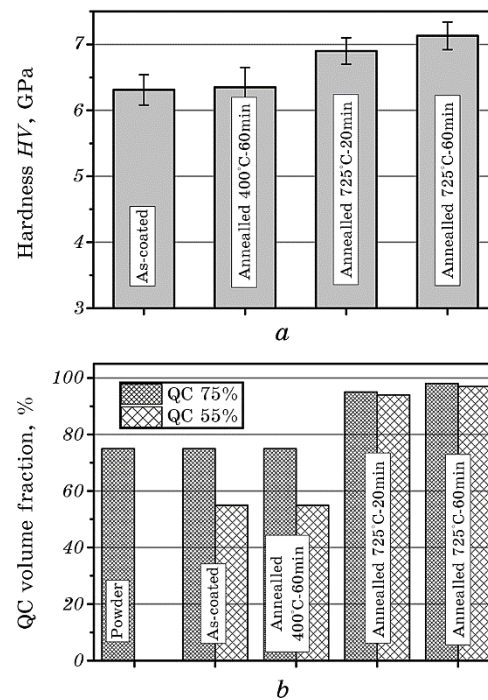 Hardness HV, GPa
7
6
5
4
3
As-coated
Annealled 400°C-60min
Annealled 725°C-20min
Annealled 725°C-60min
a
QC volume fraction, %
100
80
60
40
20
0
QC 75%
QC 55%
Powder
As-coated
Annealled
400°C-60min
Annealled 725°C-20min
Annealled 725°C-60min
b